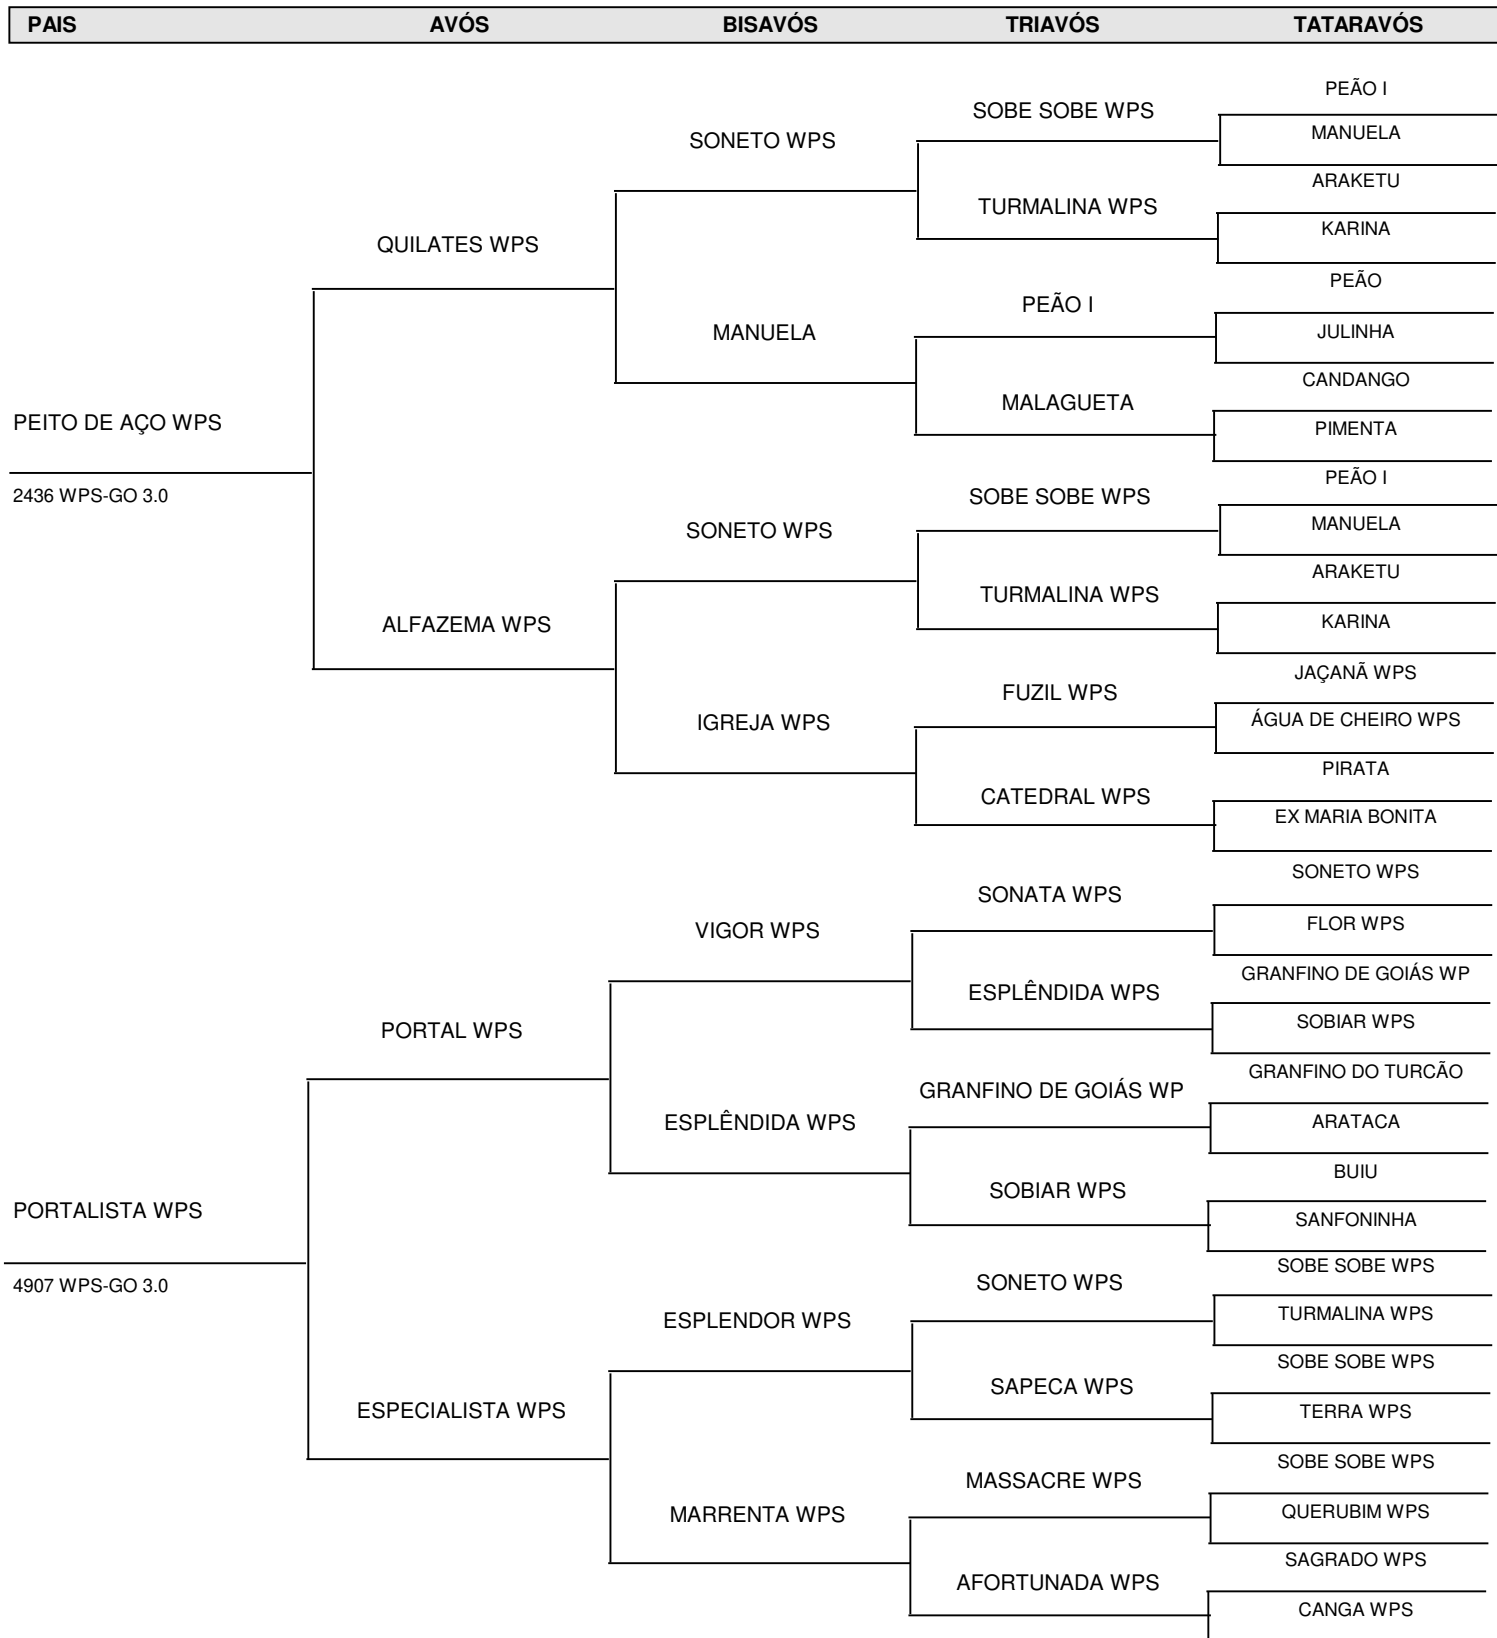 PAIS AVÓS BISAVÓS TRIAVÓS TATARAVÓS
PEÃO I
SOBE SOBE WPS
MANUELA
SONETO WPS
ARAKETU
TURMALINA WPS
KARINA
QUILATES WPS
PEÃO
PEÃO I
JULINHA
MANUELA
CANDANGO
MALAGUETA
PIMENTA
PEITO DE AÇO WPS
2436 WPS-GO 3.0
PEÃO I
SOBE SOBE WPS
MANUELA
SONETO WPS
ARAKETU
TURMALINA WPS
KARINA
ALFAZEMA WPS
JAÇANÃ WPS
FUZIL WPS
ÁGUA DE CHEIRO WPS
IGREJA WPS
PIRATA
CATEDRAL WPS
EX MARIA BONITA
SONETO WPS
SONATA WPS
FLOR WPS
VIGOR WPS
GRANFINO DE GOIÁS WP
ESPLÊNDIDA WPS
SOBIAR WPS
PORTAL WPS
GRANFINO DO TURCÃO
GRANFINO DE GOIÁS WP
ARATACA
ESPLÊNDIDA WPS
BUIU
SOBIAR WPS
SANFONINHA
PORTALISTA WPS
4907 WPS-GO 3.0
SOBE SOBE WPS
SONETO WPS
TURMALINA WPS
ESPLENDOR WPS
SOBE SOBE WPS
SAPECA WPS
TERRA WPS
ESPECIALISTA WPS
SOBE SOBE WPS
MASSACRE WPS
QUERUBIM WPS
MARRENTA WPS
SAGRADO WPS
AFORTUNADA WPS
CANGA WPS